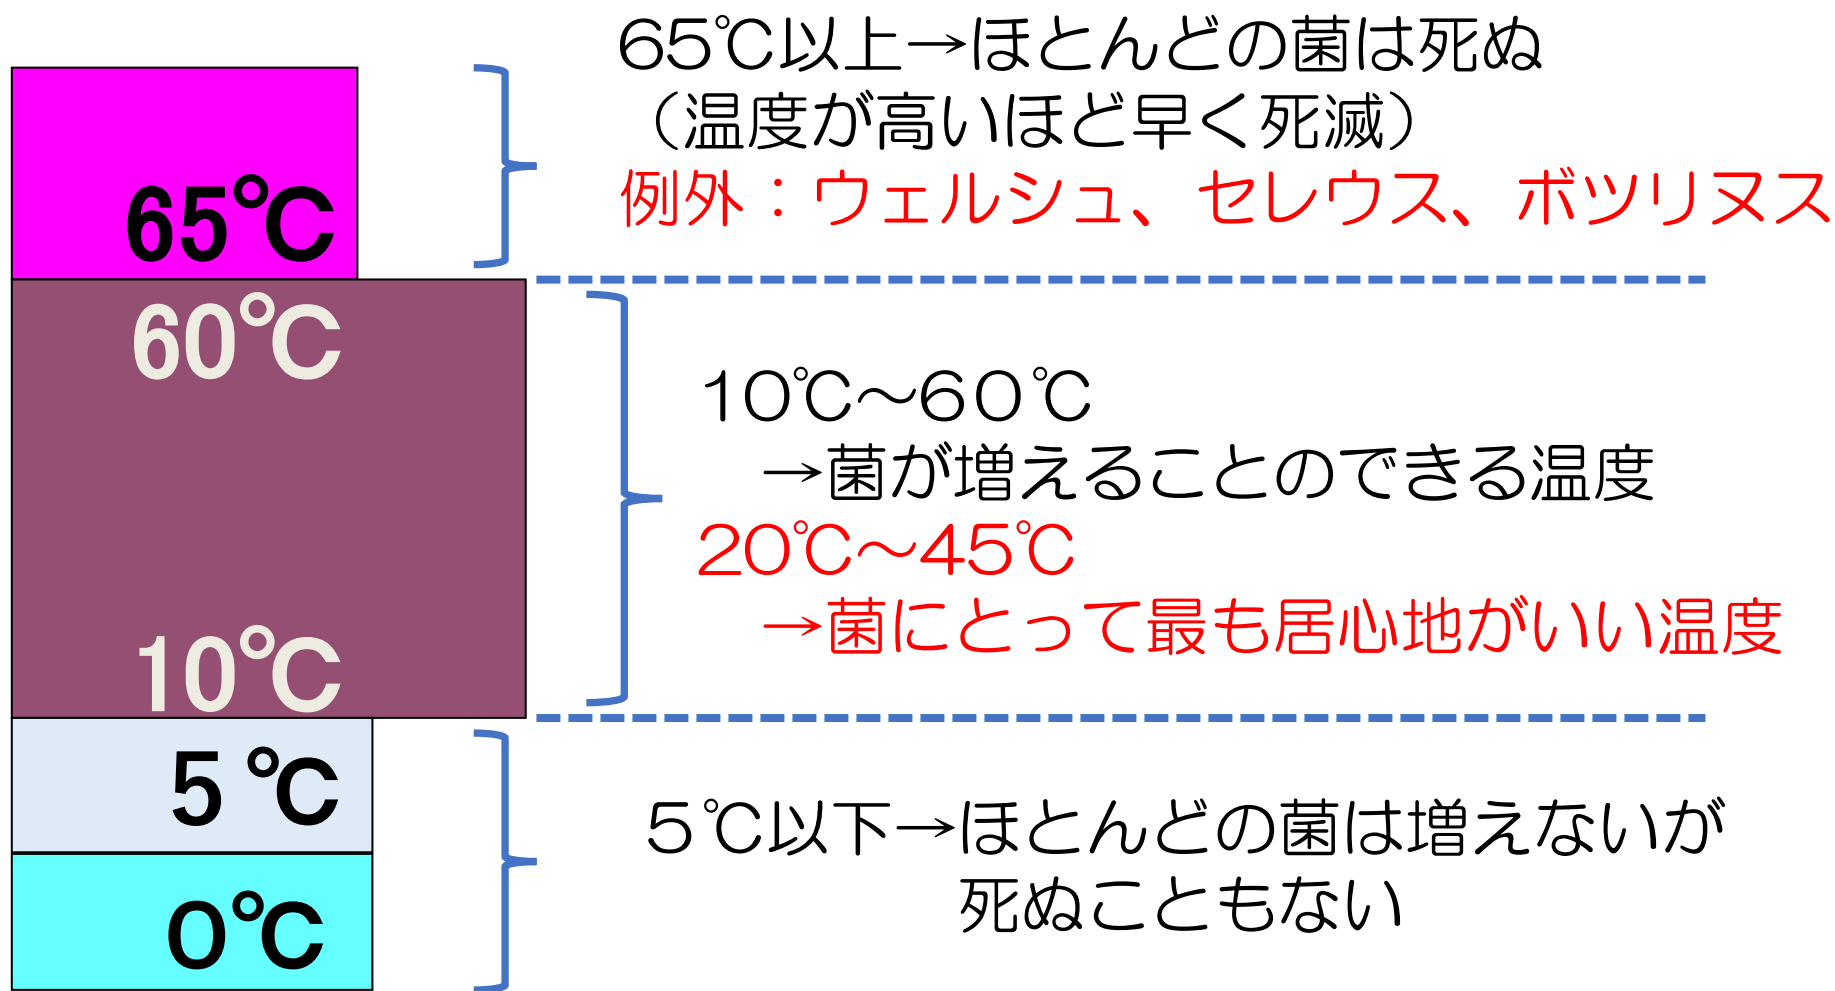 65℃以上→ほとんどの菌は死ぬ
（温度が高いほど早く死滅）
例外：ウェルシュ、セレウス、ボツリヌス
65℃
60℃
10℃～60℃
→菌が増えることのできる温度
20℃～45℃
→菌にとって最も居心地がいい温度
10℃
5℃
5℃以下→ほとんどの菌は増えないが
死ぬこともない
0℃